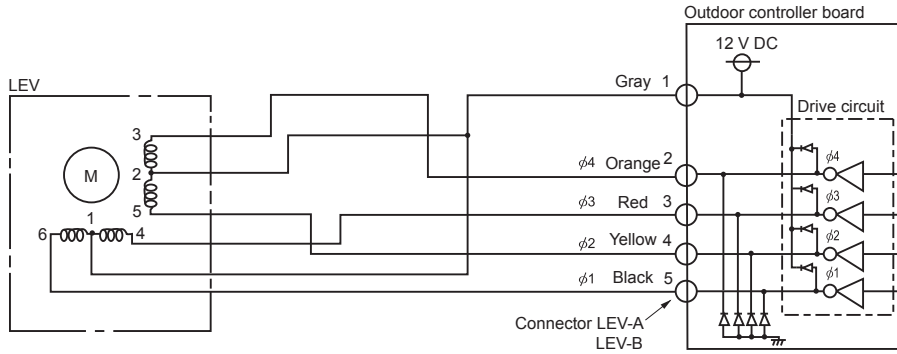 Outdoor controller board
12 V DC
LEV
Gray 1
Drive circuit
3
ϕ4
M
2
ϕ4 Orange 2
ϕ3
5
ϕ3 Red 3
1
ϕ2
6
4
ϕ2 Yellow 4
ϕ1
ϕ1 Black 5
Connector LEV-A
LEV-B